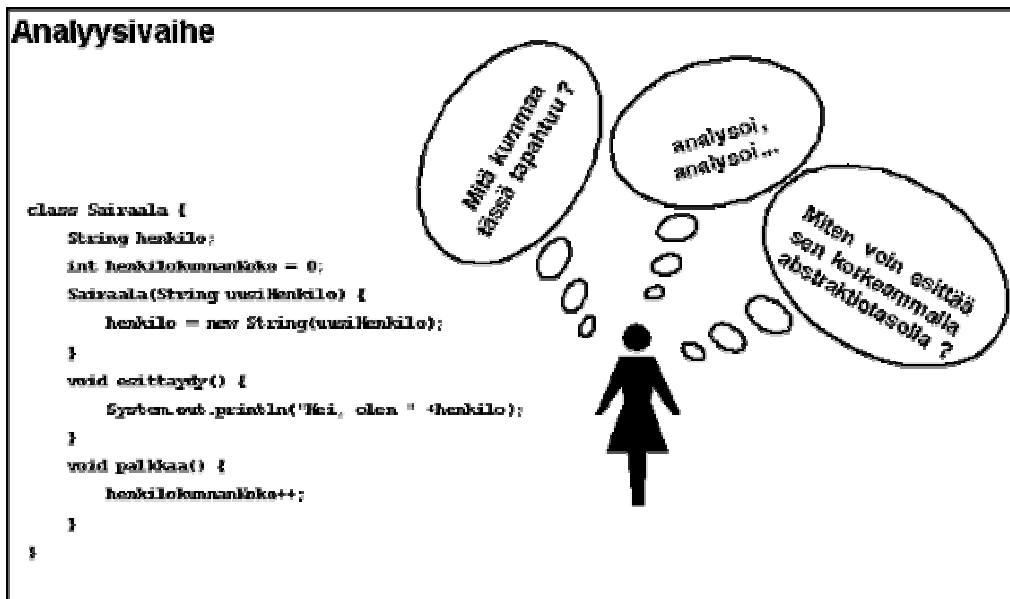 Analyysivaihe
Mitä kummaa
tässä tapahtuu ?
analysoi,
analysoi...
Miten voin esittää
sen korkeammalla
abstraktiotasolla ?
class Sairaala {
String henkilo;
int henkilokunnanKoko = 0;
Sairaala(String uusiHenkilo) {
henkilo = new String(uusiHenkilo);
}
void esittaydy() {
System.out.println("Hei, olen " +henkilo);
}
void palkkaa() {
henkilokunnanKoko++;
}
}